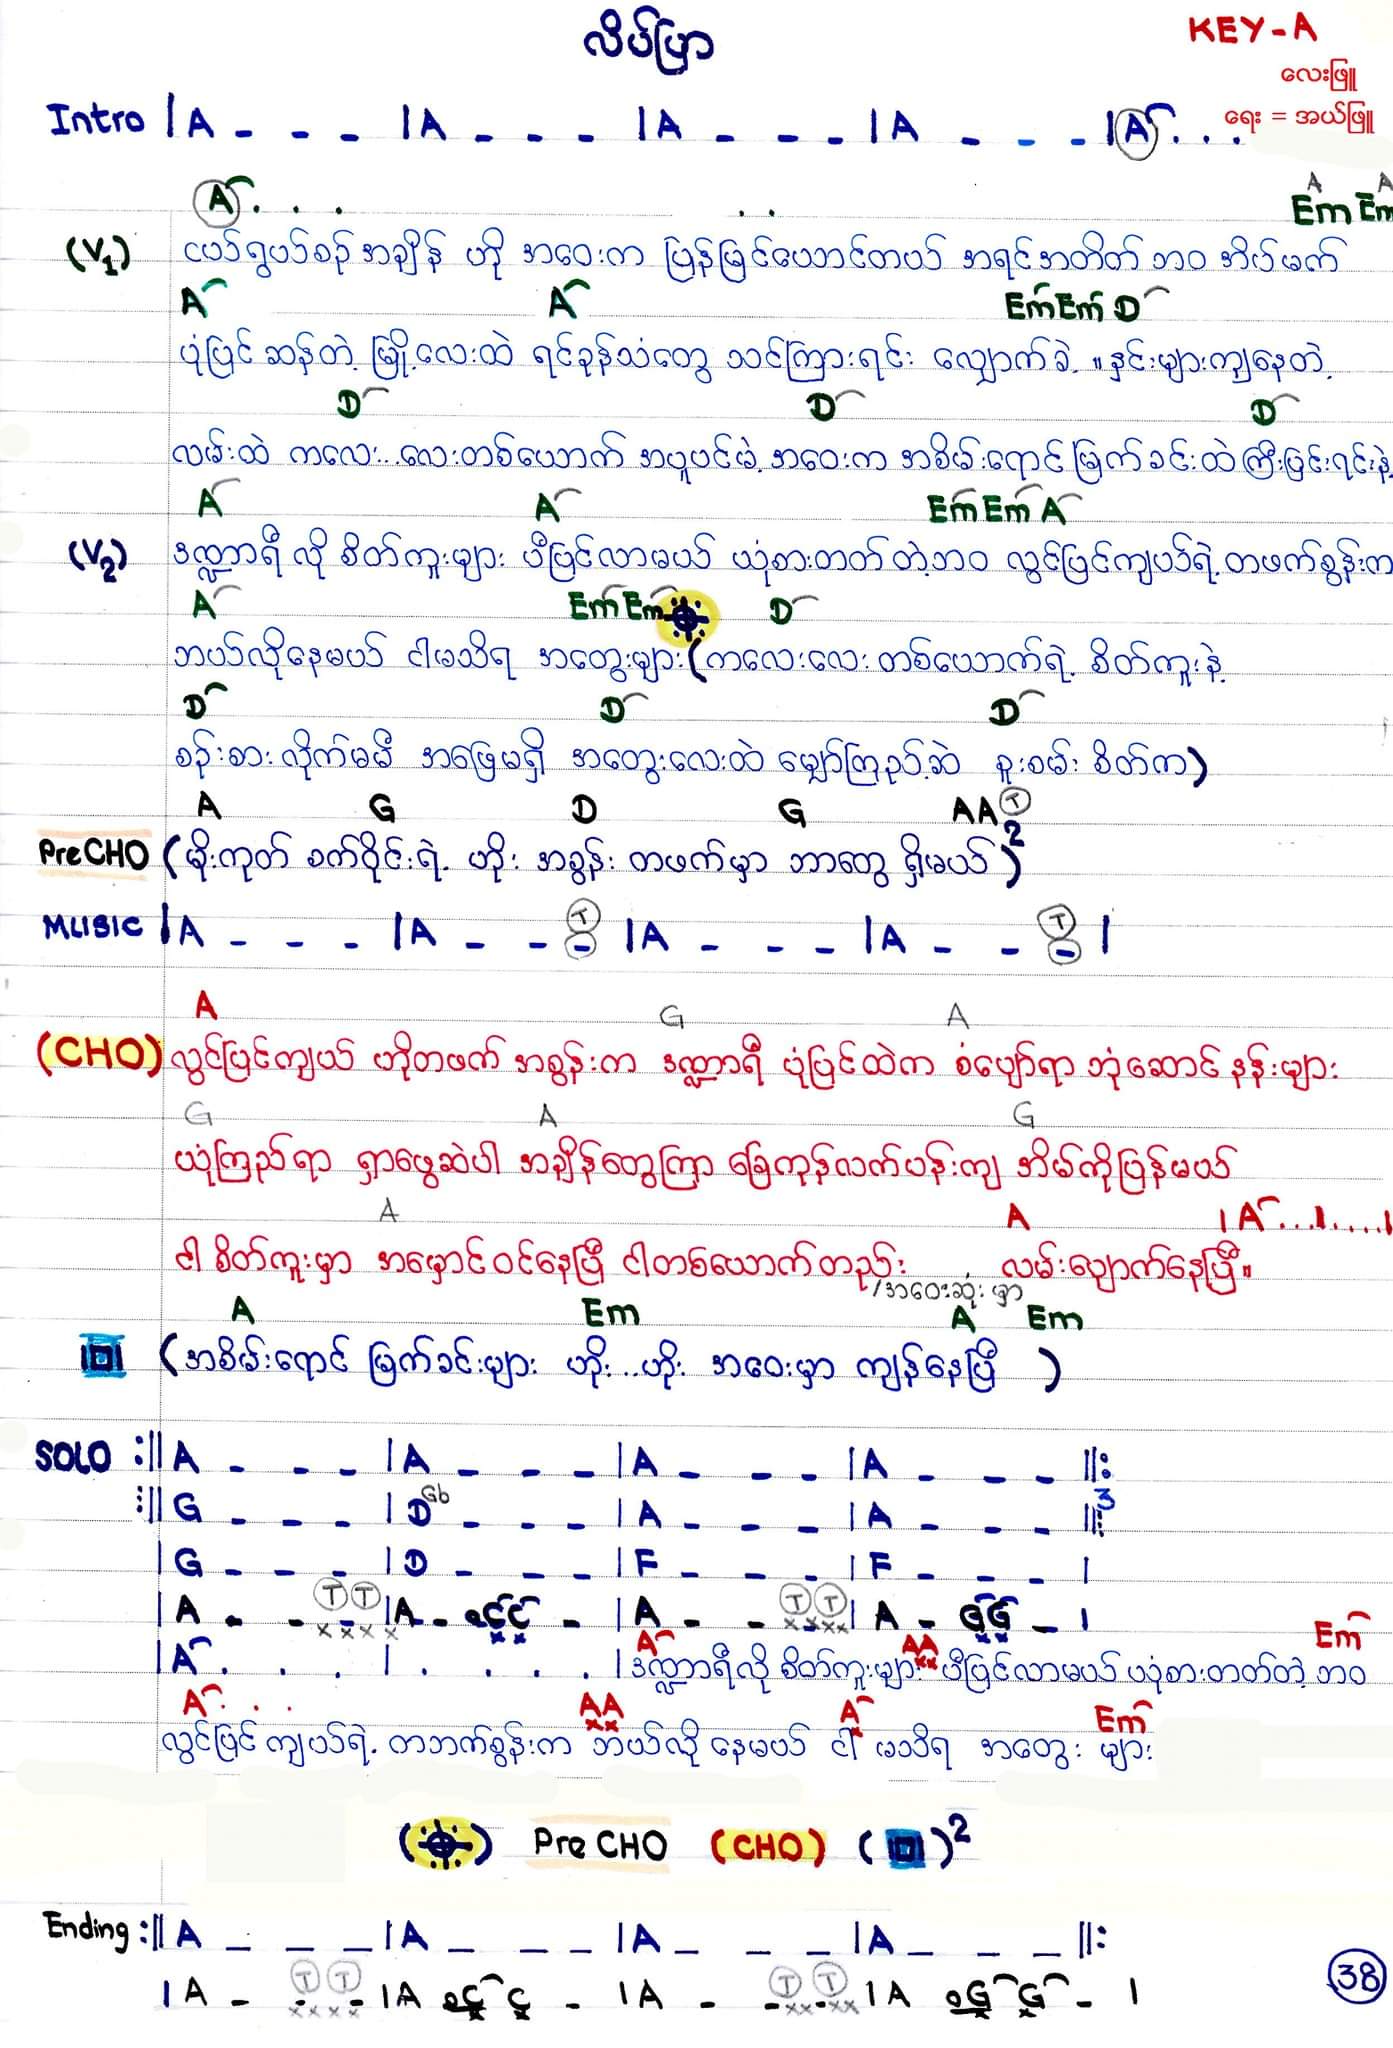 လိပ်ပြာ
KEY - A
လေးဖြူ
ရေး = အယ်ဖြူ
Intro | A - - - | A - - - | A - - - | A - - - | A . . .
A . . . . . A A
Em Em
(V1) ငယ်ရွယ်စဉ် အချိန် ဟို အဝေးက ပြန်မြင်ယောင်တယ် အရင်အတိတ် ဘဝ အိပ်မက်
A A Em Em D
ပုံပြင် ဆန်တဲ့ မြို့လေးထဲ ရင်ခုန်သံတွေ သင်ကြားရင်း လျှောက်ခဲ့ ။ နှင်းများကျနေတဲ့
D D D
လမ်းထဲ ကလေး..လေးတစ်ယောက် အပူပင်မဲ့ အဝေးက အစိမ်းရောင် မြက်ခင်းထဲ ကြီးပြင်းရင်းနဲ့
A A Em Em A
(V2) ဒဏ္ဍာရီ လို စိတ်ကူးများ ပီပြင်လာမယ် ယုံစားတတ်တဲ့ဘဝ လွင်ပြင်ကျယ်ရဲ့ တဖက်စွန်းက
A Em Em D
ဘယ်လိုနေမယ် ငါမသိရ အတွေးများ (ကလေးလေး တစ်ယောက်ရဲ့ စိတ်ကူးနဲ့
D D D
စဉ်းစား လိုက်မမီ အဖြေမရှိ အတွေးလေးထဲ မျှော်ကြည့်ဆဲ စူးစမ်း စိတ်က)
A G D G AA T
Pre CHO (မိုးကုတ် စက်ဝိုင်းရဲ့ ဟိုး အစွန်း တဖက်မှာ ဘာတွေ ရှိမယ်)2
MUSIC | A - - - | A - - T - | A - - - | A - - T - |
A G A
(CHO) လွင်ပြင်ကျယ် ဟိုတဖက် အစွန်းက ဒဏ္ဍာရီ ပုံပြင်ထဲက စံပျော်ရာ ဘုံဆောင် နန်းများ
G A G
ယုံကြည်ရာ ရှာဖွေဆဲပါ အချိန်တွေကြာ ခြေကုန်လက်ပန်းကျ အိမ်ကိုပြန်မယ်
A A | A . . . | . . . . |
ငါ စိတ်ကူးမှာ အမှောင်ဝင်နေပြီ ငါတစ်ယောက်တည်း လမ်းပျောက်နေပြီ။
/အဝေးဆုံး မှာ
A Em A Em
(အစိမ်းရောင် မြက်ခင်းများ ဟိုး..ဟိုး အဝေးမှာ ကျန်နေပြီ )
SOLO :|| A - - - | A - - - | A - - - | A - - - ||:
:|| G - - - | D Gb - - - | A - - - | A - - - ||: 3
| G - - - | D - - - | F - - - | F - - - |
| A - - T T - | A - G G - | A - - T T - | A - G G - |
x x x x x x x x x x x x x
A AA Em
| A . . . | . . . . | ဒဏ္ဍာရီလို စိတ်ကူးများ ပီပြင်လာမယ် ယုံစားတတ်တဲ့ ဘဝ
A . . . AA A Em
လွင်ပြင် ကျယ်ရဲ့ တဘက်စွန်းက ဘယ်လို နေမယ် ငါ မသိရ အတွေး များ
( ) Pre CHO (CHO) ( )2
Ending :|| A - - - | A - - - | A - - - | A - - - ||:
| A - T T - | A G G - | A - T T - | A G G - |
38